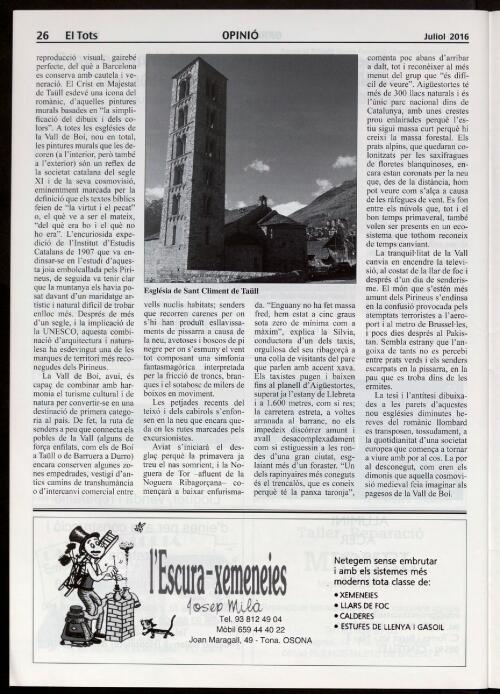 26 El Tots
OPINIÓ
Juliol 2016
reproducció visual, gairebé
perfecte, del què a Barcelona
es conserva amb cautela i ve-
neració. El Crist en Majestat
de Taüll esdevé una icona del
romànic, d'aquelles pintures
murals basades en "la simpli-
ficació del dibuix i dels co-
lors". A totes les esglésies de
la Vall de Boí, nou en total,
les pintures murals que les de-
coren (a l'interior, però també
a l'exterior) són un reflex de
la societat catalana del segle
XI i de la seva cosmovisió,
eminentment marcada per la
definició que els textos bíblics
feien de "la virtut i el pecat"
o, el què ve a ser el mateix,
"del què era bo i el què no
ho era". L'encuriosida expe-
dició de l'Institut d'Estudis
Catalans de 1907 que va en-
dinsar-se en l'estudi d'aques-
ta joia embolcallada pels Piri-
neus, de seguida va tenir clar
que la muntanya els havia po-
sat davant d'un maridatge ar-
tístic i natural difícil de trobar
enlloc més. Després de més
d'un segle, i la implicació de
la UNESCO, aquesta combi-
nació d'arquitectura i natura-
lesa ha esdevingut una de les
marques de territori més reco-
negudes dels Pirineus.
La Vall de Boí, avui, és
capaç de combinar amb har-
monia el turisme cultural i de
natura per convertir-se en una
destinació de primera catego-
ria al país. De fet, la ruta de
senders a peu que connecta els
pobles de la Vall (alguns de
força enfilats, com els de Boí
a Taüll o de Barruera a Durro)
encara conserven algunes zo-
nes empedrades, vestigi d'an-
tics camins de transhumància
o d'intercanvi comercial entre
Església de Sant Climent de Taüll
vells nuclis habitats; senders
que recorren carenes per on
s'hi han produït esllavissa-
ments de pissarra a causa de
la neu, avetoses i boscos de pi
negre per on s'esmuny el vent
tot composant una simfonia
fantasmagòrica interpretada
per la fricció de troncs, bran-
ques i el sotabosc de milers de
boixos en moviment.
Les petjades recents del
teixó i dels cabirols s'enfon-
sen en la neu que encara que-
da en les rutes marcades pels
excursionistes.
Aviat s'iniciarà el des-
glaç perquè la primavera ja
treu el nas somrient, i la No-
guera de Tor –afluent de la
Noguera Ribagorçana– co-
mençarà a baixar enfurisma-
da. "Enguany no ha fet massa
fred, hem estat a cinc graus
sota zero de mínima com a
màxim", explica la Sílvia,
conductora d'un dels taxis,
orgullosa del seu ribagorçà a
una colla de visitants del parc
que parlen amb accent xava.
Els taxistes pugen i baixen
fins al planell d'Aigüestortes,
superat ja l'estany de Llebreta
i a 1.600 metres, com si res;
la carretera estreta, a voltes
arranada al barranc, no els
impedeix discórrer amunt i
avall desacomplexadament
com si estiguessin a les ron-
des d'una gran ciutat, esg-
laiant més d'un foraster. "Un
dels rapinyaires més coneguts
és el trencalòs, que es coneix
perquè té la panxa taronja",
comenta poc abans d'arribar
a dalt, tot i reconèixer al més
menut del grup que "és difí-
cil de veure". Aigüestortes té
més de 300 llacs naturals i és
l'únic parc nacional dins de
Catalunya, amb unes crestes
prou enlairades perquè l'es-
tiu sigui massa curt perquè hi
creixi la massa forestal. Els
prats alpins, que quedaran co-
lonitzats per les saxífragues
de floretes blanquinoses, en-
cara estan coronats per la neu
que, des de la distància, hom
pot veure com s'alça a causa
de les ràfegues de vent. Es fon
entre els núvols que, tot i el
bon temps primaveral, també
volen ser presents en un eco-
sistema que tothom reconeix
de temps canviant.
La tranquil·litat de la Vall
canvia en encendre la televi-
sió, al costat de la llar de foc i
després d'un dia de senderis-
me. El món que s'estén més
amunt dels Pirineus s'endinsa
en la confusió provocada pels
atemptats terroristes a l'aero-
port i al metro de Brussel·les,
i pocs dies després al Pakis-
tan. Sembla estrany que l'an-
goixa de tants no es percebi
entre prats verds i els senders
escarpats en la pissarra, en la
pau que es troba dins de les
ermites.
La tesi i l'antítesi dibuixa-
des a les parets d'aquestes
nou esglésies diminutes he-
reves del romànic llombard
es transposen, tossudament, a
la quotidianitat d'una societat
europea que comença a tornar
a viure amb por al cos. La por
al desconegut, com eren els
dimonis que aquella cosmovi-
sió medieval feia imaginar als
pagesos de la Vall de Boí.
l'Escura-xemeneies
Josep Milà
Tel. 93 812 49 04
Mòbil 659 44 40 22
Joan Maragall, 49 - Tona. OSONA
Netegem sense embrutar
i amb els sistemes més
moderns tota classe de:
• XEMENEIES
• LLARS DE FOC
• CALDERES
• ESTUFES DE LLENYA I GASOIL